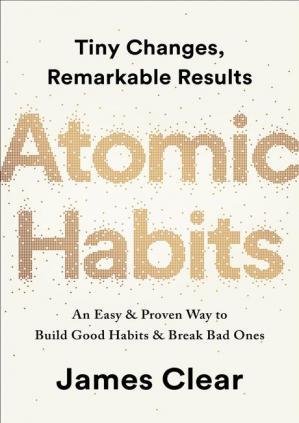 Tiny Changes,
Remarkable Results
Atomic
Habits
An Easy & Proven Way to
Build Good Habits & Break Bad Ones
James Clear